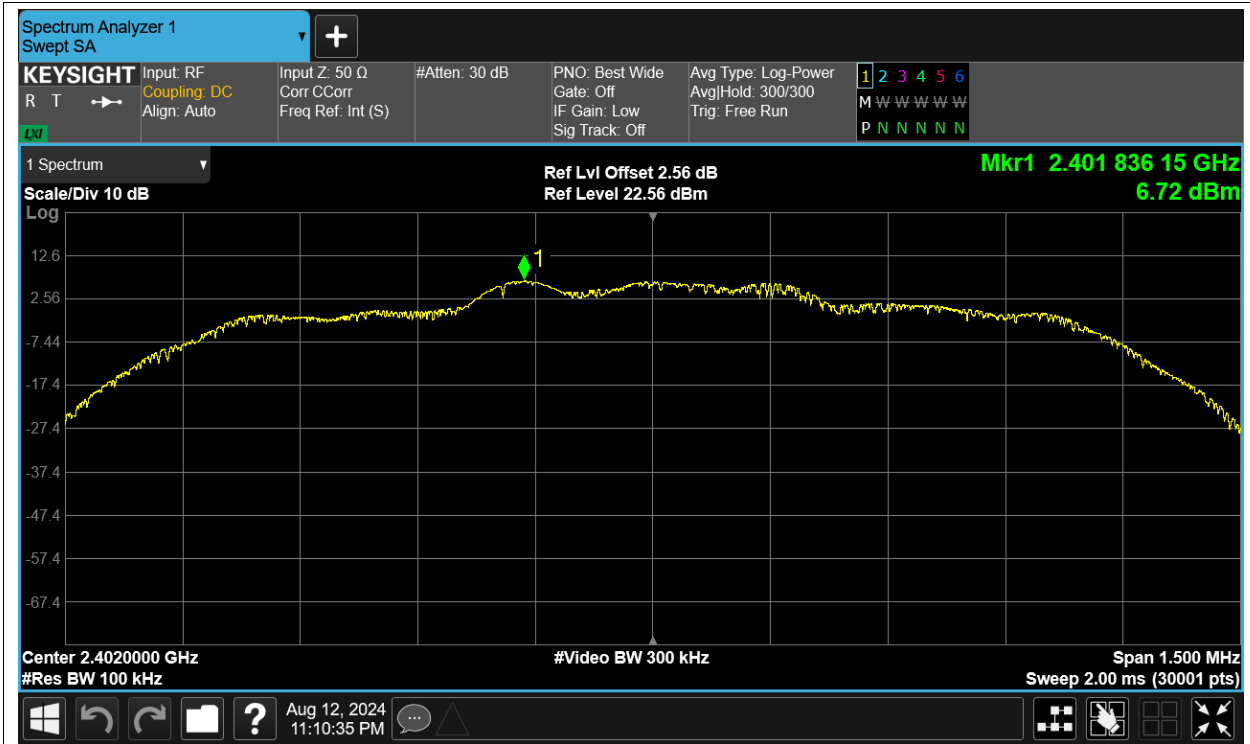 Spectrum Analyzer 1
Swept SA
KEYSIGHT
R T
LXI
Input: RF
Coupling: DC
Align: Auto
Input Z: 50 Ω
Corr CCorr
Freq Ref: Int (S)
#Atten: 30 dB
PNO: Best Wide
Gate: Off
IF Gain: Low
Sig Track: Off
Avg Type: Log-Power
Avg|Hold: 300/300
Trig: Free Run
1 2 3 4 5 6
M W W W W W
P N N N N N
1 Spectrum
Scale/Div 10 dB
Log
Ref Lvl Offset 2.56 dB
Ref Level 22.56 dBm
Mkr1 2.401 836 15 GHz
6.72 dBm
1
12.6
2.56
-7.44
-17.4
-27.4
-37.4
-47.4
-57.4
-67.4
Center 2.4020000 GHz
#Video BW 300 kHz
Span 1.500 MHz
#Res BW 100 kHz
Sweep 2.00 ms (30001 pts)
?
Aug 12, 2024
11:10:35 PM